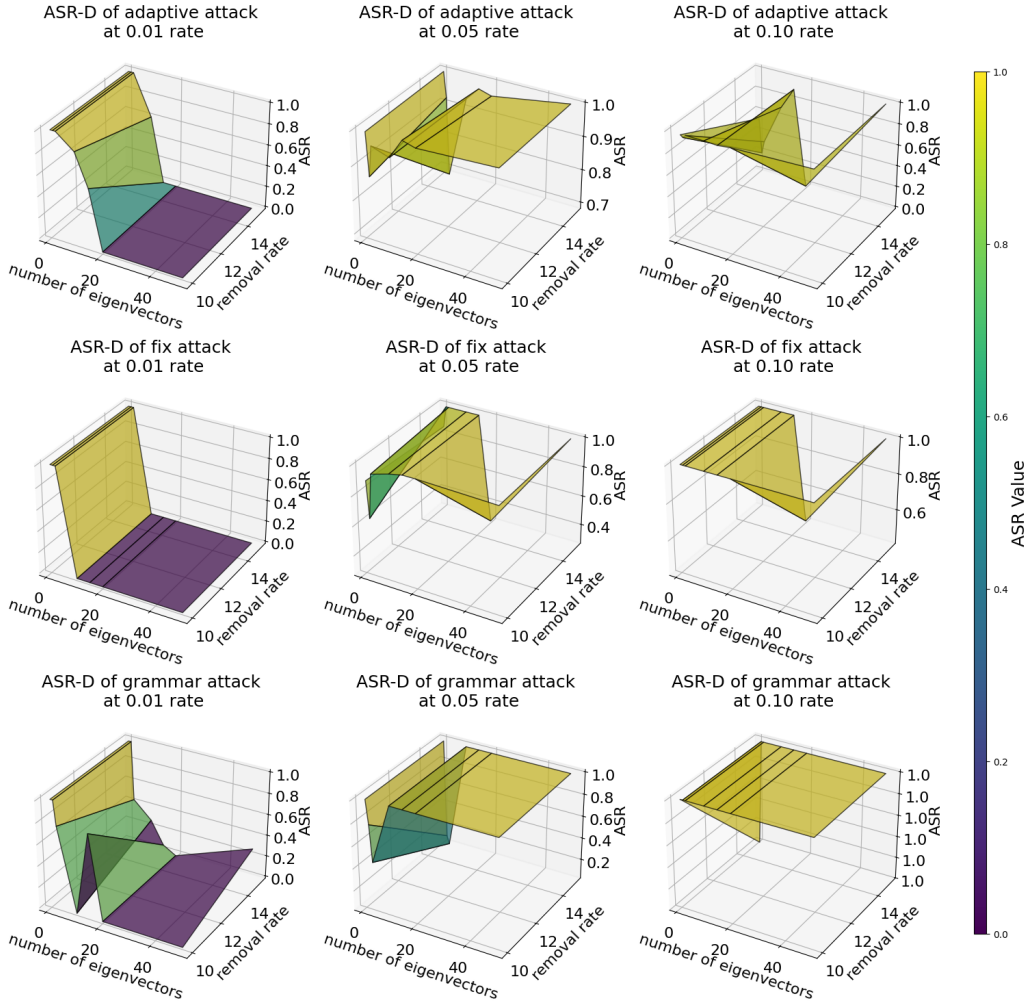 ASR-D of adaptive attack
at 0.01 rate
ASR-D of adaptive attack
at 0.05 rate
ASR-D of adaptive attack
at 0.10 rate
1.0
0.8
0.6
0.4
0.2
0.0
ASR
0
20
40
number of eigenvectors
10
12
14
removal rate
1.0
0.9
0.8
0.7
ASR
0
20
40
number of eigenvectors
10
12
14
removal rate
1.0
0.8
0.6
0.4
0.2
0.0
ASR
0
20
40
number of eigenvectors
10
12
14
removal rate
ASR-D of fix attack
at 0.01 rate
ASR-D of fix attack
at 0.05 rate
ASR-D of fix attack
at 0.10 rate
1.0
0.8
0.6
0.4
0.2
0.0
ASR
0
20
40
number of eigenvectors
10
12
14
removal rate
1.0
0.8
0.6
0.4
ASR
0
20
40
number of eigenvectors
10
12
14
removal rate
1.0
0.8
0.6
ASR
0
20
40
number of eigenvectors
10
12
14
removal rate
ASR-D of grammar attack
at 0.01 rate
ASR-D of grammar attack
at 0.05 rate
ASR-D of grammar attack
at 0.10 rate
1.0
0.8
0.6
0.4
0.2
0.0
ASR
0
20
40
number of eigenvectors
10
12
14
removal rate
1.0
0.8
0.6
0.4
0.2
ASR
0
20
40
number of eigenvectors
10
12
14
removal rate
1.0
1.0
1.0
1.0
1.0
1.0
ASR
0
20
40
number of eigenvectors
10
12
14
removal rate
1.0
0.8
0.6
0.4
0.2
0.0
ASR Value